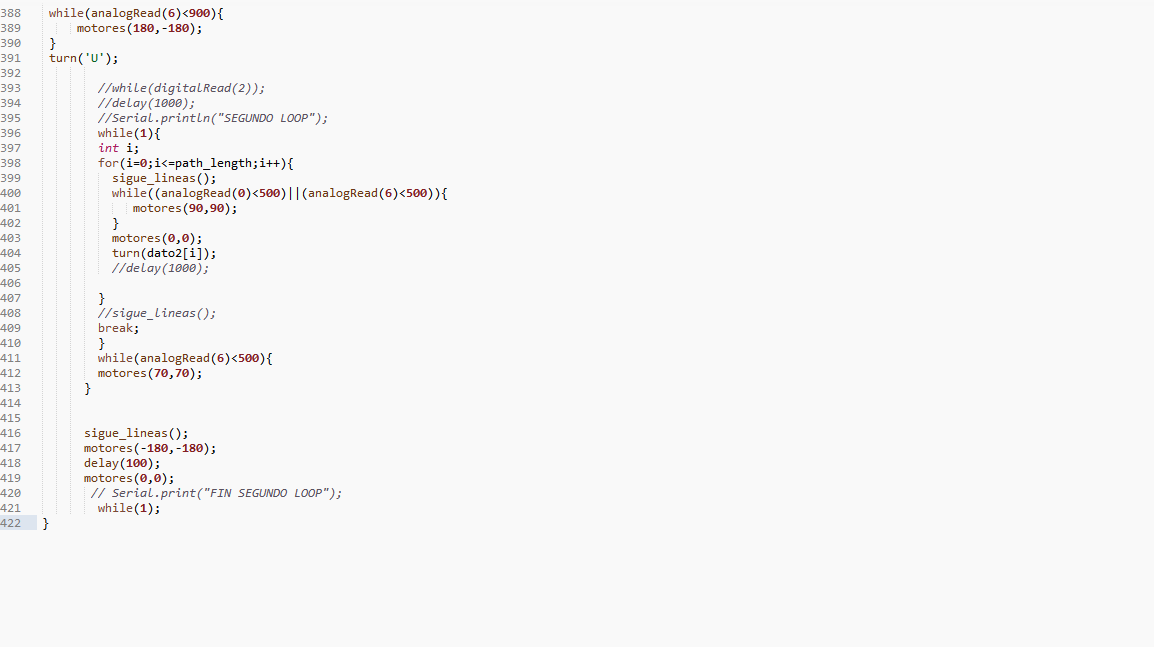 388 while(analogRead(6)<900){
389 motores(180,-180);
390 }
391 turn('U');
392
393 //while(digitalRead(2));
394 //delay(1000);
395 //Serial.println("SEGUNDO LOOP");
396 while(1){
397 int i;
398 for(i=0;i<=path_length;i++){
399 sigue_lineas();
400 while((analogRead(0)<500)||(analogRead(6)<500)){
401 motores(90,90);
402 }
403 motores(0,0);
404 turn(dato2[i]);
405 //delay(1000);
406
407 }
408 //sigue_lineas();
409 break;
410 }
411 while(analogRead(6)<500){
412 motores(70,70);
413 }
414
415
416 sigue_lineas();
417 motores(-180,-180);
418 delay(100);
419 motores(0,0);
420 // Serial.print("FIN SEGUNDO LOOP");
421 while(1);
422 }